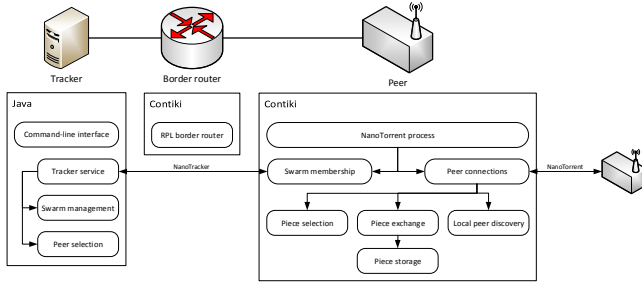 Tracker
Border router
Peer
Java
Contiki
Contiki
Command-line interface
RPL border router
NanoTorrent process
Tracker service
NanoTracker
Swarm membership
Peer connections
NanoTorrent
Swarm management
Piece selection
Piece exchange
Local peer discovery
Peer selection
Piece storage